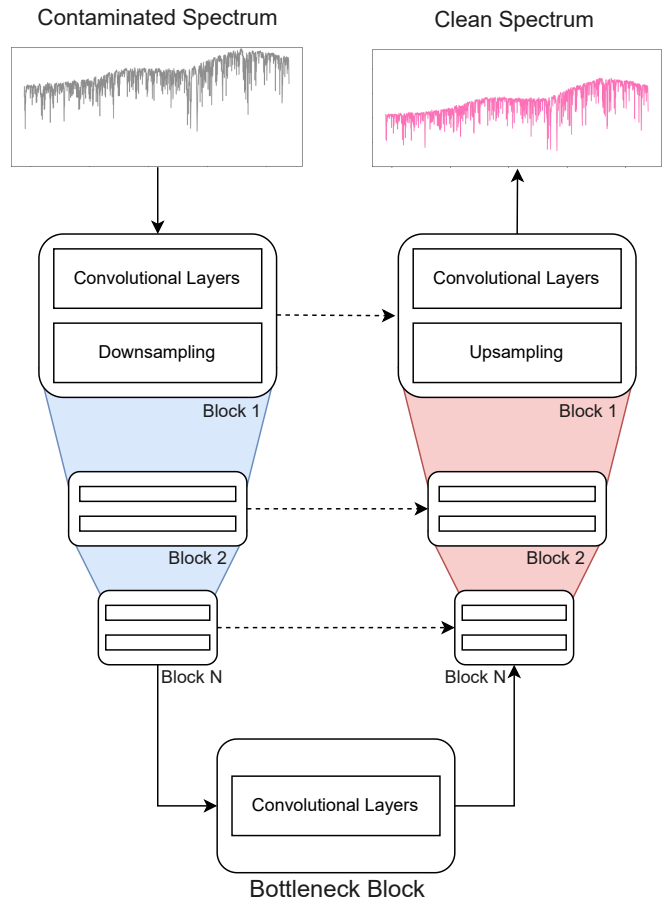 Contaminated Spectrum
Clean Spectrum
Convolutional Layers
Downsampling
Block 1
Convolutional Layers
Upsampling
Block 1
Block 2
Block 2
Block N
Block N
Convolutional Layers
Bottleneck Block